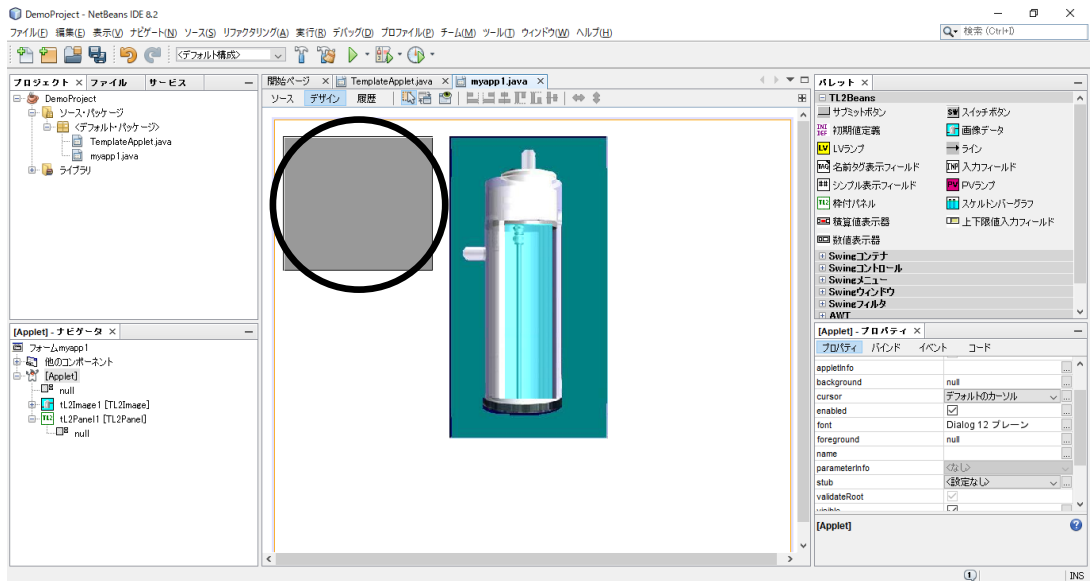 DemoProject - NetBeans IDE 8.2
ファイル(F) 編集(E) 表示(V) ナビゲート(N) ソース(S) リファクタリング(A) 実行(R) デバッグ(D) プロファイル(P) チーム(M) ツール(T) ウィンドウ(W) ヘルプ(H)
検索 (Ctrl+I)
<デフォルト構成>
プロジェクト × ファイル サービス
DemoProject
ソース・パッケージ
<デフォルト・パッケージ>
TemplateApplet.java
myapp1.java
ライブラリ
開始ページ × TemplateApplet.java × myapp1.java ×
ソース デザイン 履歴
パレット ×
TL2Beans
サブミットボタン SW スイッチボタン
INI DEF 初期値定義 画像データ
LV LVランプ ライン
TAG 名前タグ表示フィールド INP 入力フィールド
## シンプル表示フィールド PV PVランプ
TL2 枠付パネル スケルトンバーグラフ
積算値表示器 上下限値入力フィールド
数値表示器
Swingコンテナ
Swingコントロール
Swingメニュー
Swingウィンドウ
Swingフィルタ
AWT
[Applet] - ナビゲータ ×
フォームmyapp1
他のコンポーネント
[Applet]
null
tL2Image1 [TL2Image]
TL2 tL2Panel1 [TL2Panel]
null
[Applet] - プロパティ ×
プロパティ バインド イベント コード
appletInfo
background null
cursor デフォルトのカーソル
enabled
font Dialog 12 プレーン
foreground null
name
parameterInfo <なし>
stub <設定なし>
validateRoot
visible
[Applet]
1 INS